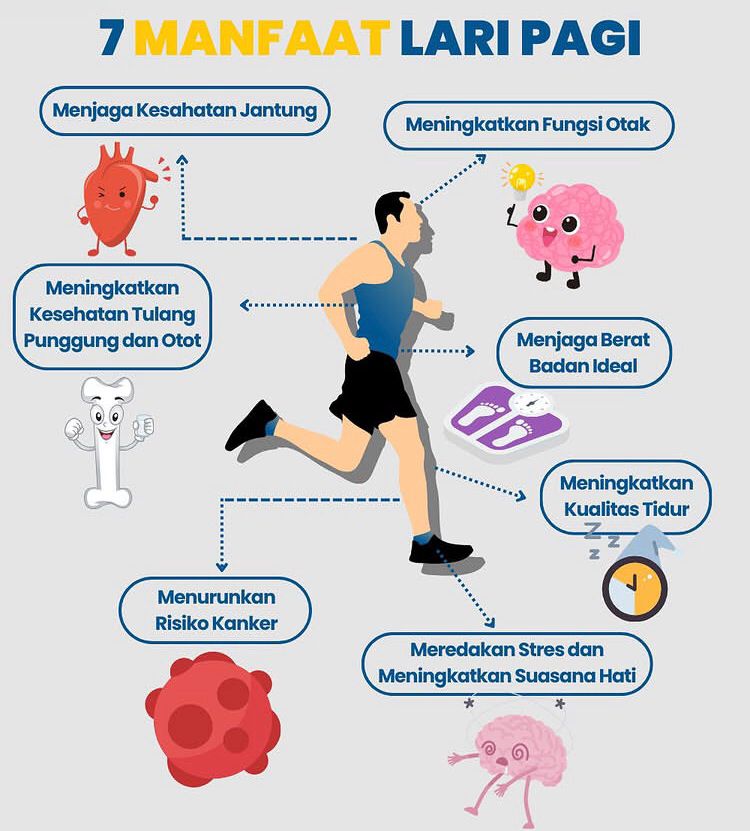 7 MANFAAT LARI PAGI
Menjaga Kesahatan Jantung
Meningkatkan Fungsi Otak
Meningkatkan
Kesehatan Tulang
Punggung dan Otot
Menjaga Berat
Badan Ideal
Meningkatkan
Kualitas Tidur
Menurunkan
Risiko Kanker
Meredakan Stres dan
Meningkatkan Suasana Hati
z
z
z